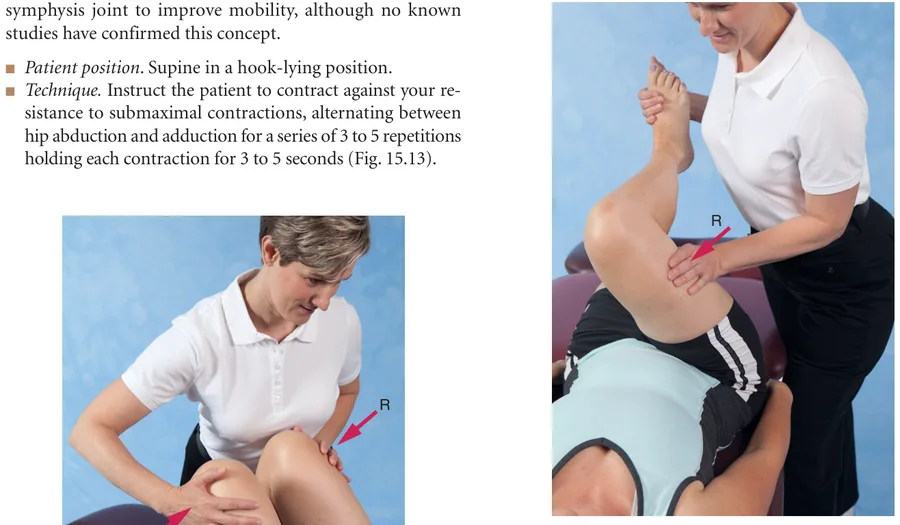 symphysis joint to improve mobility, although no known
studies have confirmed this concept.
Patient position. Supine in a hook-lying position.
Technique. Instruct the patient to contract against your re-
sistance to submaximal contractions, alternating between
hip abduction and adduction for a series of 3 to 5 repetitions
holding each contraction for 3 to 5 seconds (Fig. 15.13).
R
R